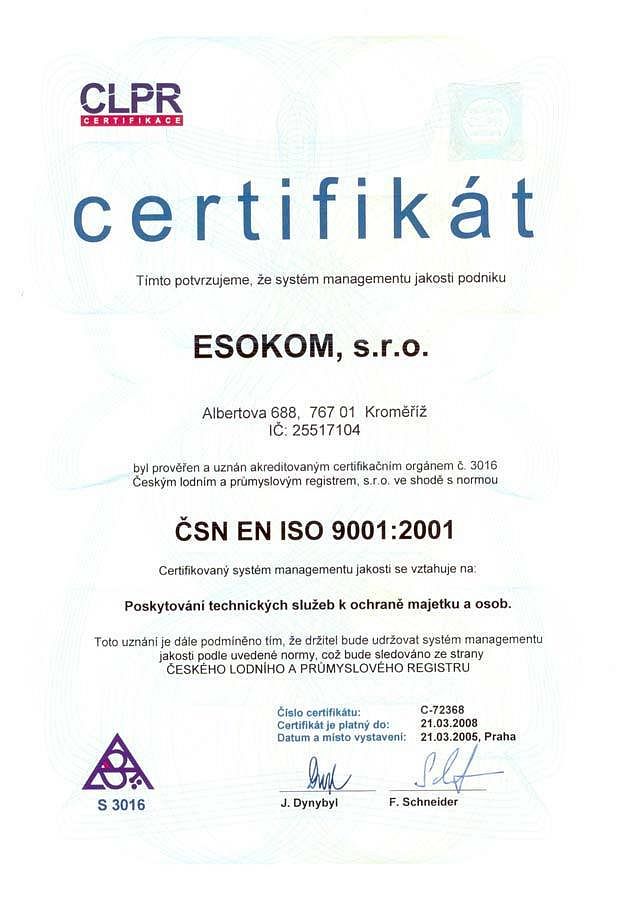 CLPR
CERTIFIKACE
certifikát
Tímto potvrzujeme, že systém managementu jakosti podniku
ESOKOM, s.r.o.
Albertova 688, 767 01 Kroměříž
IČ: 25517104
byl prověřen a uznán akreditovaným certifikačním orgánem č. 3016
Českým lodním a průmyslovým registrem, s.r.o. ve shodě s normou
ČSN EN ISO 9001:2001
Certifikovaný systém managementu jakosti se vztahuje na:
Poskytování technických služeb k ochraně majetku a osob.
Toto uznání je dále podmíněno tím, že držitel bude udržovat systém managementu
jakosti podle uvedené normy, což bude sledováno ze strany
ČESKÉHO LODNÍHO A PRŮMYSLOVÉHO REGISTRU
Číslo certifikátu: C-72368
Certifikát je platný do: 21.03.2008
Datum a místo vystavení: 21.03.2005, Praha
J. Dynybyl F. Schneider
S 3016